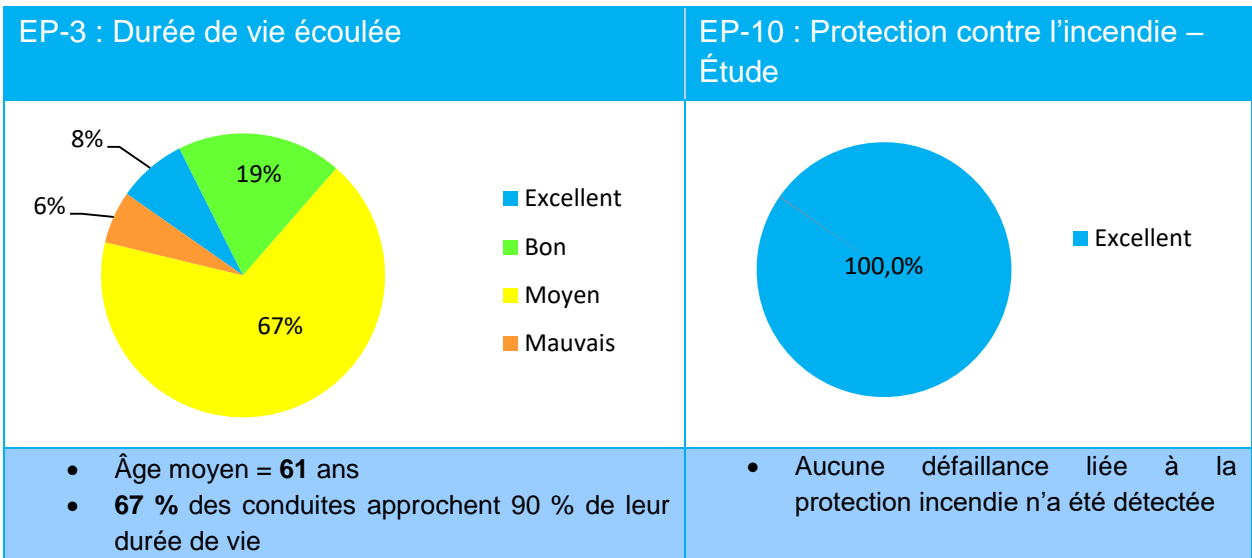 EP-3 : Durée de vie écoulée
8%
19%
6%
67%
Excellent
Bon
Moyen
Mauvais
• Âge moyen = 61 ans
• 67 % des conduites approchent 90 % de leur
durée de vie
EP-10 : Protection contre l’incendie –
Étude
100,0%
Excellent
• Aucune défaillance liée à la
protection incendie n’a été détectée